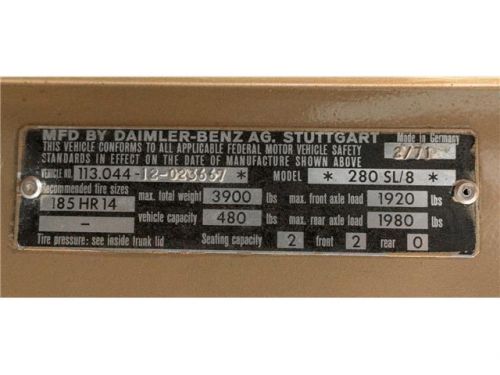 MFD BY DAIMLER-BENZ AG. STUTTGART Made in Germany
THIS VEHICLE CONFORMS TO ALL APPLICABLE FEDERAL MOTOR VEHICLE SAFETY 2/71
STANDARDS IN EFFECT ON THE DATE OF MANUFACTURE SHOWN ABOVE
VEHICLE NO. 113.044-12-023667 * MODEL * 280 SL/8 *
Recommended tire sizes
185 HR 14 max. total weight 3900 lbs max. front axle load 1920 lbs
– vehicle capacity 480 lbs max. rear axle load 1980 lbs
Tire pressure: see inside trunk lid Seating capacity 2 front 2 rear 0